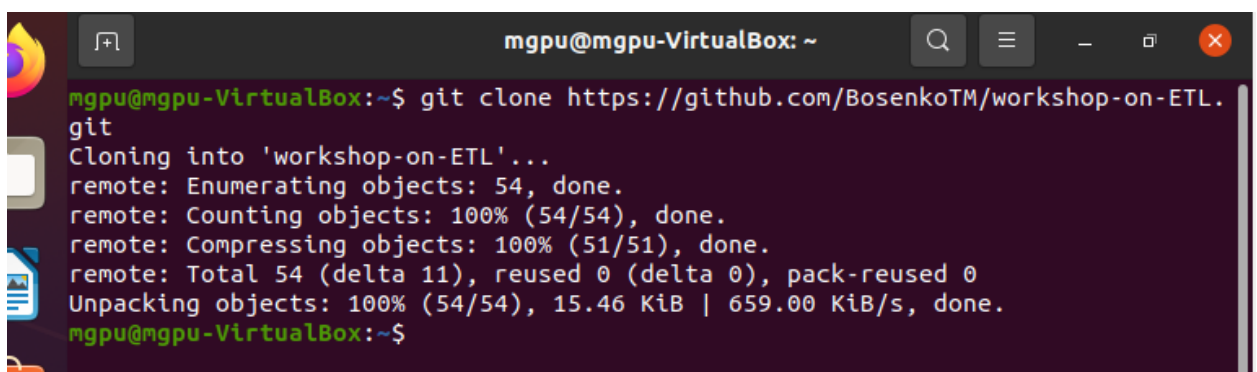 mgpu@mgpu-VirtualBox: ~
mgpu@mgpu-VirtualBox:~$ git clone https://github.com/BosenkoTM/workshop-on-ETL.
git
Cloning into 'workshop-on-ETL'...
remote: Enumerating objects: 54, done.
remote: Counting objects: 100% (54/54), done.
remote: Compressing objects: 100% (51/51), done.
remote: Total 54 (delta 11), reused 0 (delta 0), pack-reused 0
Unpacking objects: 100% (54/54), 15.46 KiB | 659.00 KiB/s, done.
mgpu@mgpu-VirtualBox:~$